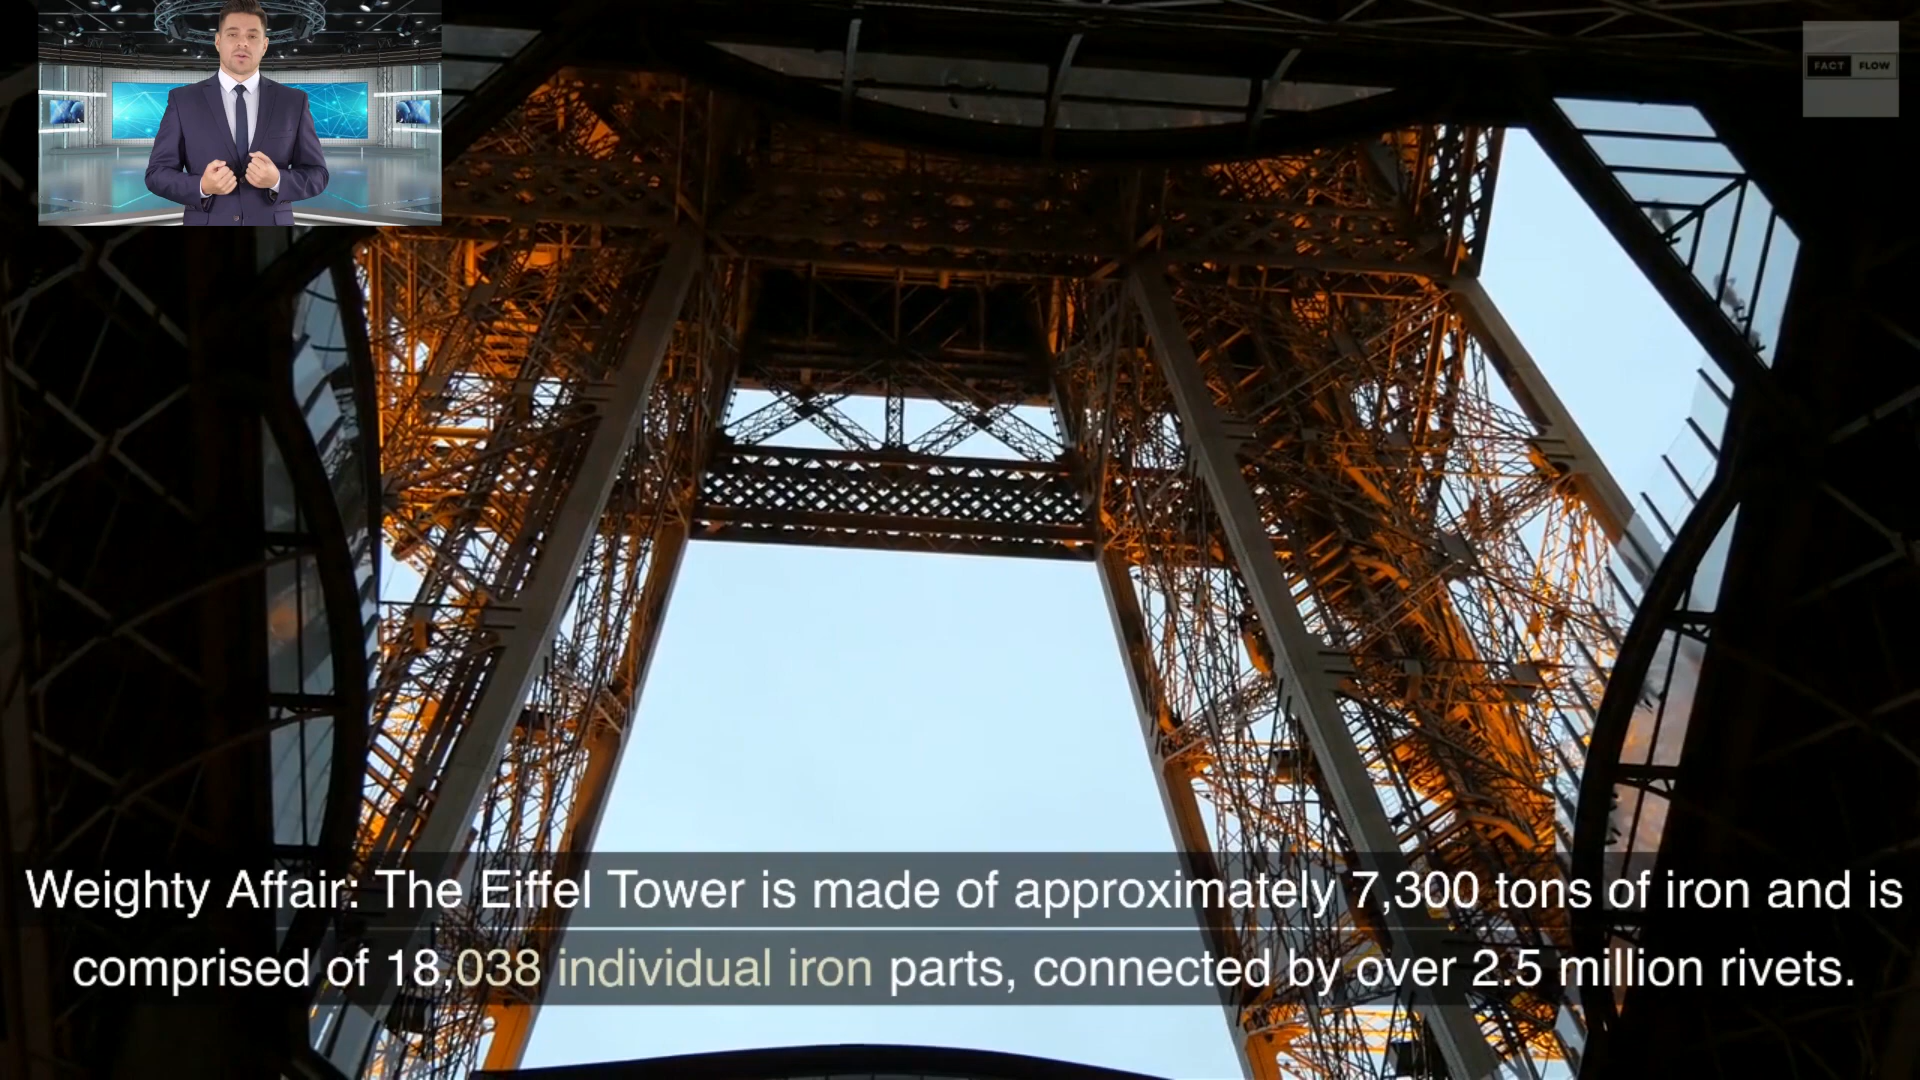 FACT FLOW
Weighty Affair: The Eiffel Tower is made of approximately 7,300 tons of iron and is
comprised of 18,038 individual iron parts, connected by over 2.5 million rivets.